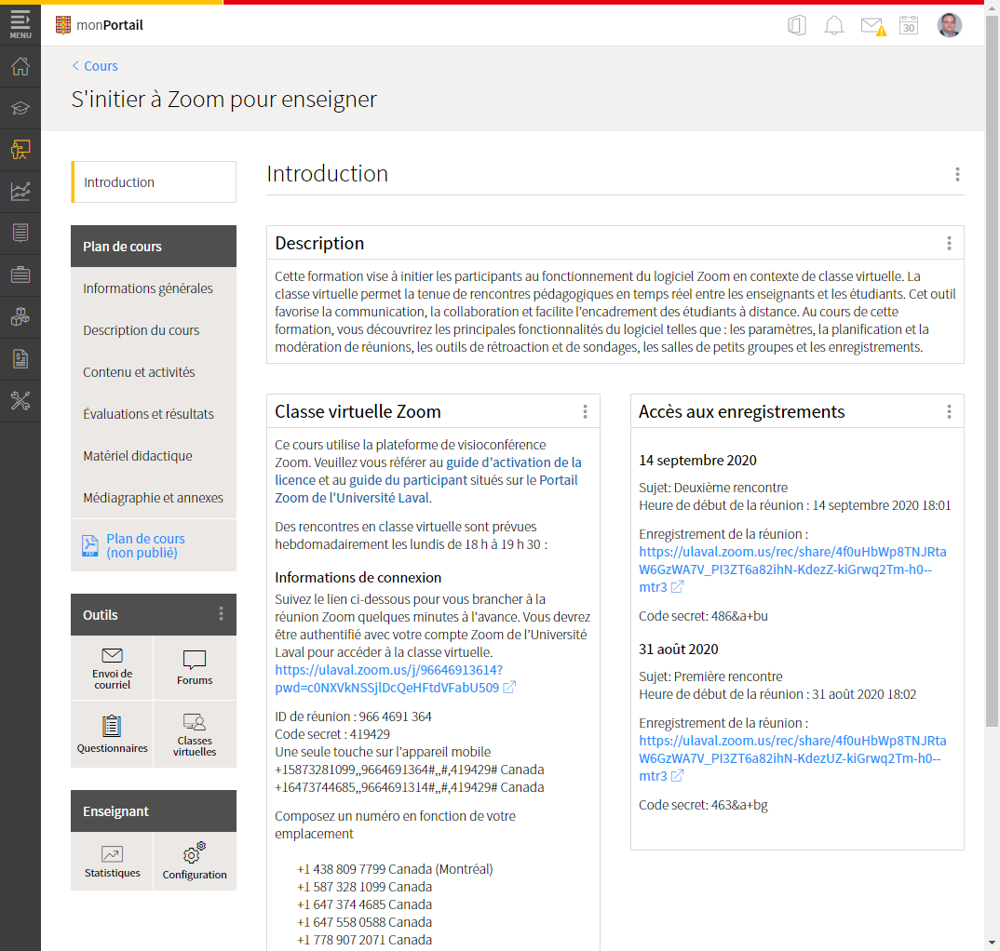 MENU
monPortail
30
< Cours
S'initier à Zoom pour enseigner
Introduction
Plan de cours
Informations générales
Description du cours
Contenu et activités
Évaluations et résultats
Matériel didactique
Médiagraphie et annexes
PDF
Plan de cours
(non publié)
Outils
Envoi de
courriel
Forums
Questionnaires
Classes
virtuelles
Enseignant
Statistiques
Configuration
Introduction
Description
Cette formation vise à initier les participants au fonctionnement du logiciel Zoom en contexte de classe virtuelle. La
classe virtuelle permet la tenue de rencontres pédagogiques en temps réel entre les enseignants et les étudiants. Cet outil
favorise la communication, la collaboration et facilite l'encadrement des étudiants à distance. Au cours de cette
formation, vous découvrirez les principales fonctionnalités du logiciel telles que : les paramètres, la planification et la
modération de réunions, les outils de rétroaction et de sondages, les salles de petits groupes et les enregistrements.
Classe virtuelle Zoom
Ce cours utilise la plateforme de visioconférence
Zoom. Veuillez vous référer au guide d'activation de la
licence et au guide du participant situés sur le Portail
Zoom de l'Université Laval.
Des rencontres en classe virtuelle sont prévues
hebdomadairement les lundis de 18 h à 19 h 30 :
Informations de connexion
Suivez le lien ci-dessous pour vous brancher à la
réunion Zoom quelques minutes à l'avance. Vous devrez
être authentifié avec votre compte Zoom de l'Université
Laval pour accéder à la classe virtuelle.
https://ulaval.zoom.us/j/96646913614?
pwd=c0NXVkNSSjlDcQeHFtdVFabU509
ID de réunion : 966 4691 364
Code secret : 419429
Une seule touche sur l'appareil mobile
+15873281099,,9664691364#,,#,419429# Canada
+16473744685,,9664691314#,,#,419429# Canada
Composez un numéro en fonction de votre
emplacement
+1 438 809 7799 Canada (Montréal)
+1 587 328 1099 Canada
+1 647 374 4685 Canada
+1 647 558 0588 Canada
+1 778 907 2071 Canada
Accès aux enregistrements
14 septembre 2020
Sujet: Deuxième rencontre
Heure de début de la réunion : 14 septembre 2020 18:01
Enregistrement de la réunion :
https://ulaval.zoom.us/rec/share/4f0uHbWp8TNJRta
W6GzWA7V_PI3ZT6a82ihN-KdezZ-kiGrwq2Tm-h0--
mtr3
Code secret: 486&a+bu
31 août 2020
Sujet: Première rencontre
Heure de début de la réunion : 31 août 2020 18:02
Enregistrement de la réunion :
https://ulaval.zoom.us/rec/share/4f0uHbWp8TNJRta
W6GzWA7V_PI3ZT6a82ihN-KdezUZ-kiGrwq2Tm-h0--
mtr3
Code secret: 463&a+bg